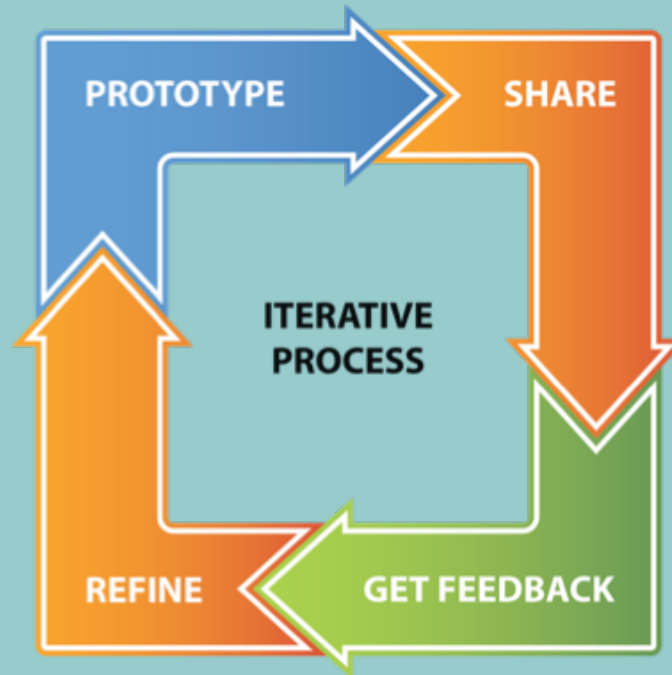 PROTOTYPE
SHARE
ITERATIVE
PROCESS
REFINE
GET FEEDBACK